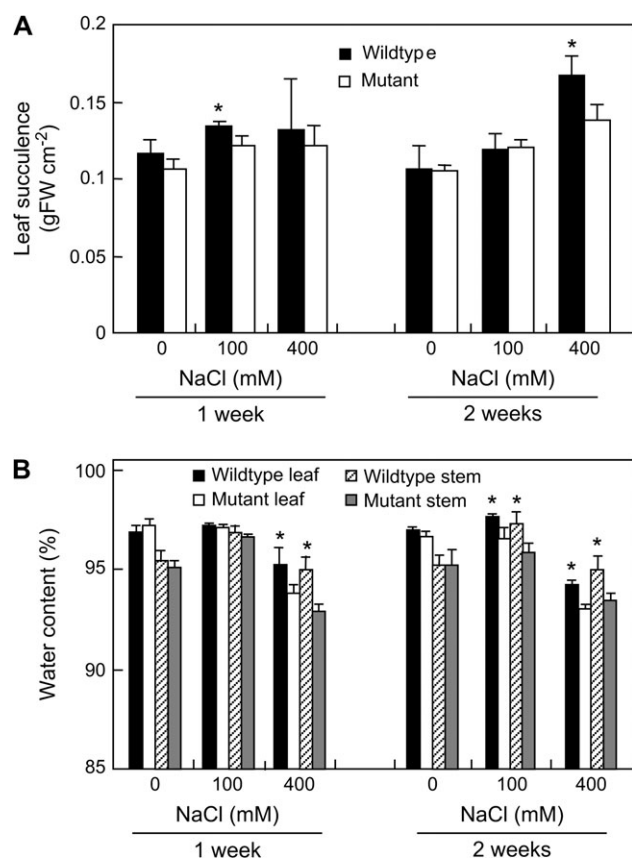 A
0.2
0.15
0.1
0.05
0
Leaf succulence
(gFW cm-2)
Wildtype
Mutant
*
*
0 100 400 0 100 400
NaCl (mM) NaCl (mM)
1 week 2 weeks
B
100
95
90
85
Water content (%)
Wildtype leaf Wildtype stem
Mutant leaf Mutant stem
* * * * * *
0 100 400 0 100 400
NaCl (mM) NaCl (mM)
1 week 2 weeks